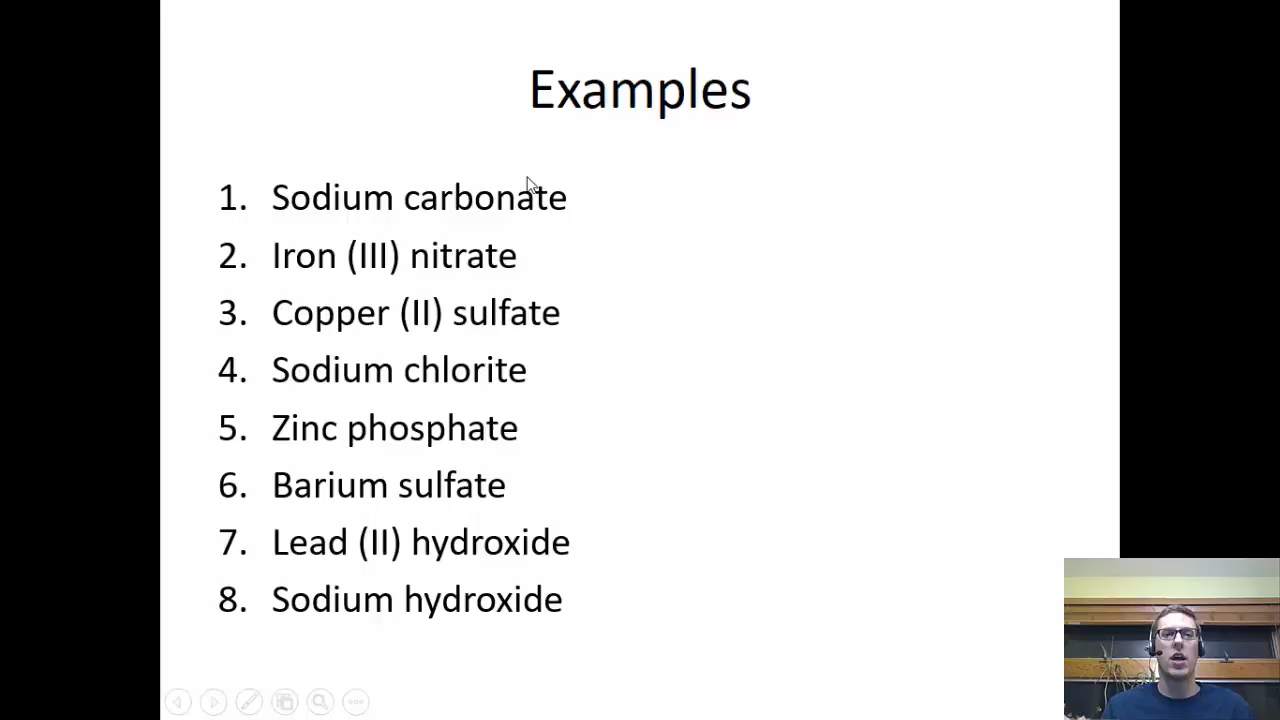 Examples
1. Sodium carbonate
2. Iron (III) nitrate
3. Copper (II) sulfate
4. Sodium chlorite
5. Zinc phosphate
6. Barium sulfate
7. Lead (II) hydroxide
8. Sodium hydroxide